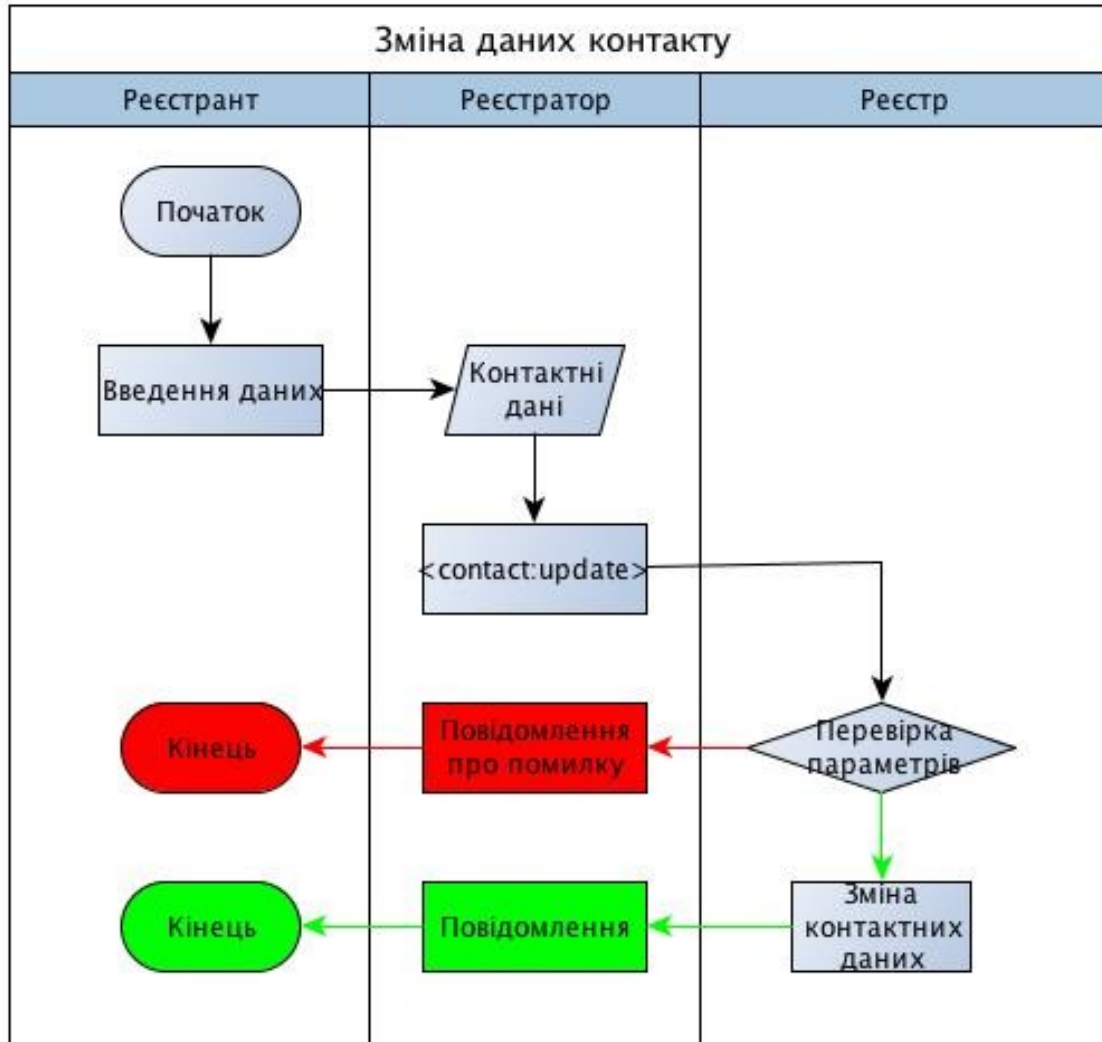 Зміна даних контакту
Реєстрант
Реєстратор
Реєстр
Початок
Введення даних
Контактні
дані
<contact:update>
Перевірка
параметрів
Повідомлення
про помилку
Кінець
Зміна
контактних
даних
Повідомлення
Кінець